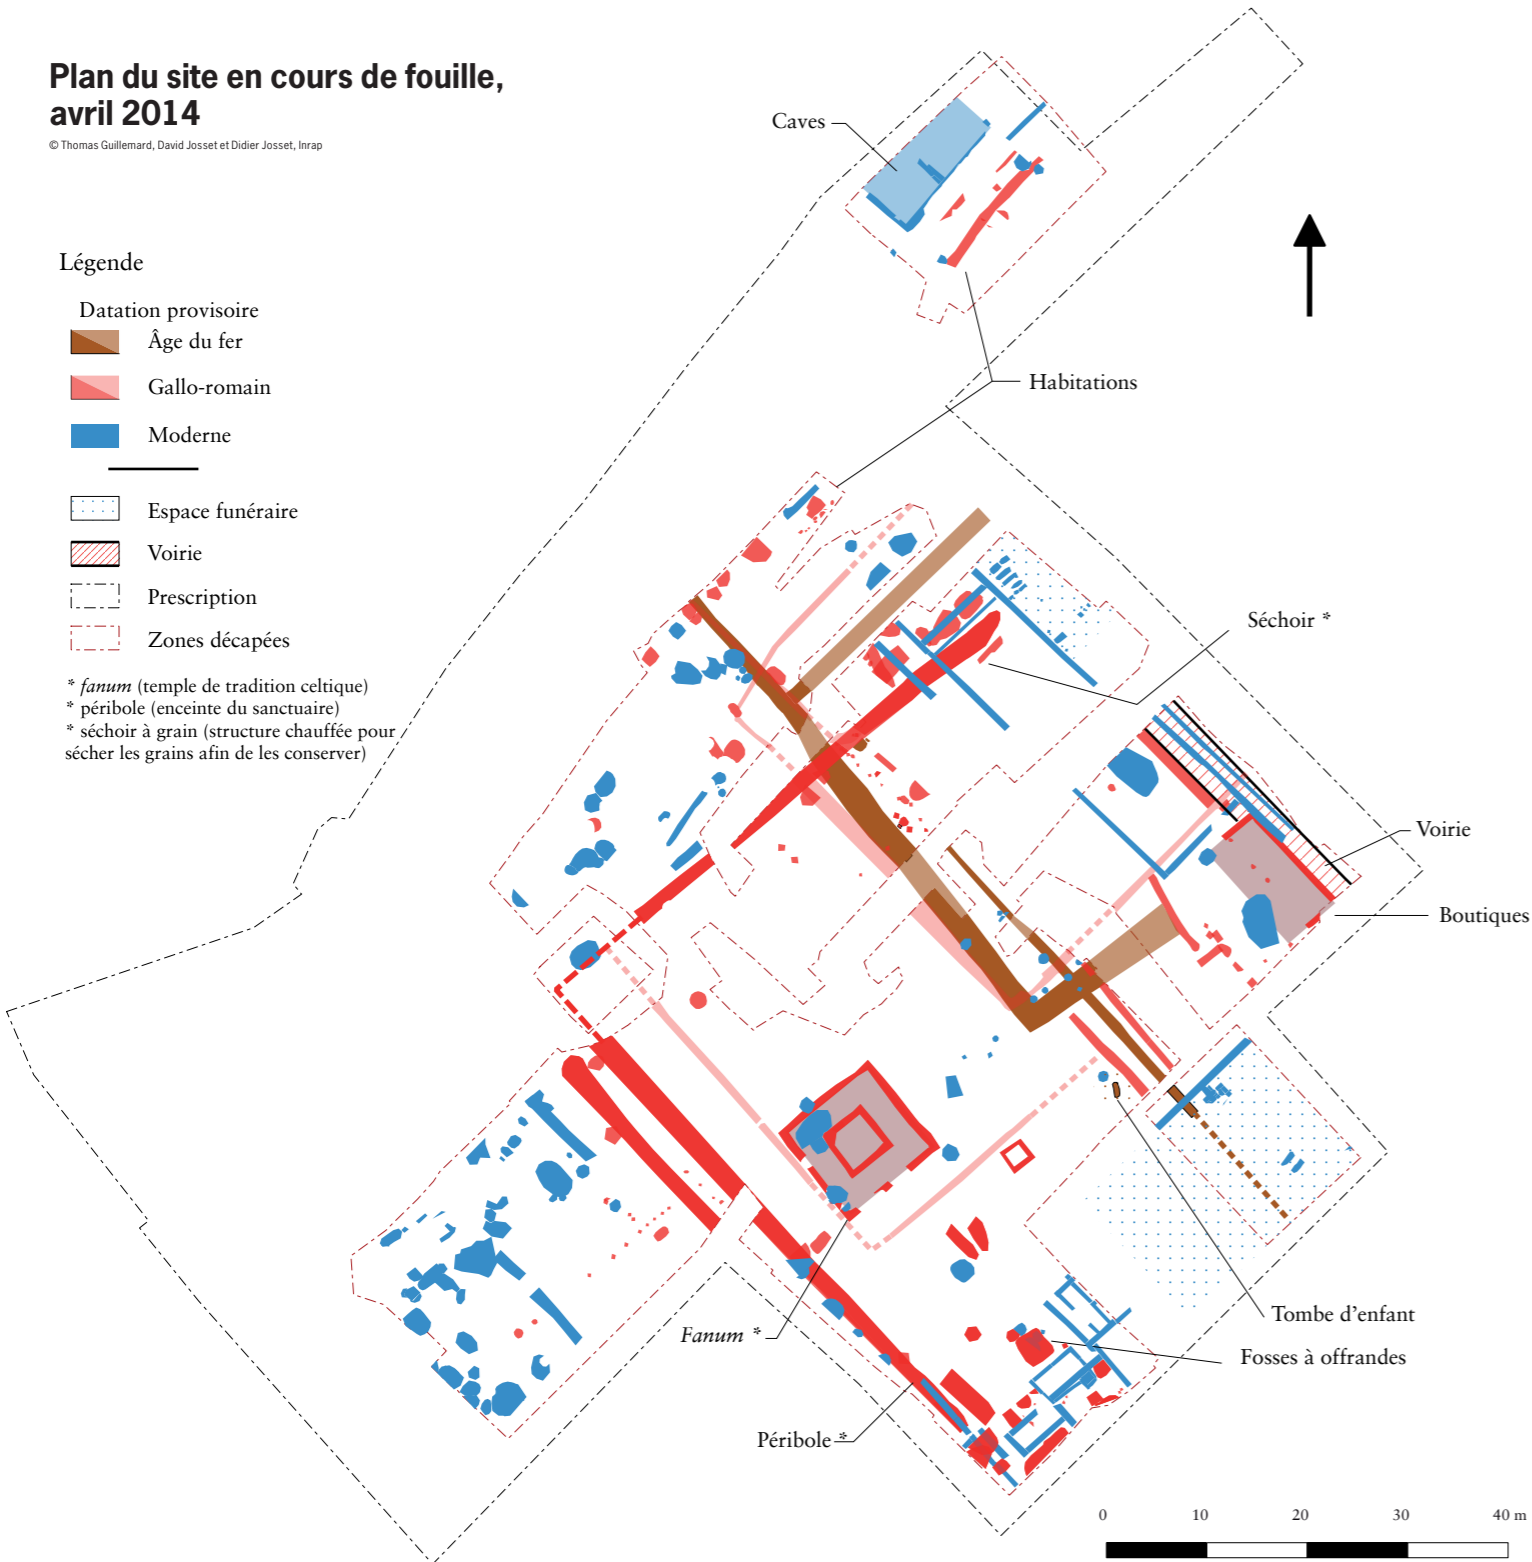 Plan du site en cours de fouille,
avril 2014
© Thomas Guillemard, David Josset et Didier Josset, Inrap
Légende
Datation provisoire
Âge du fer
Gallo-romain
Moderne
Espace funéraire
Voirie
Prescription
Zones décapées
* fanum (temple de tradition celtique)
* péribole (enceinte du sanctuaire)
* séchoir à grain (structure chauffée pour
sécher les grains afin de les conserver)
Caves
Habitations
Séchoir *
Voirie
Boutiques
Tombe d’enfant
Fanum *
Fosses à offrandes
Péribole *
0 10 20 30 40 m